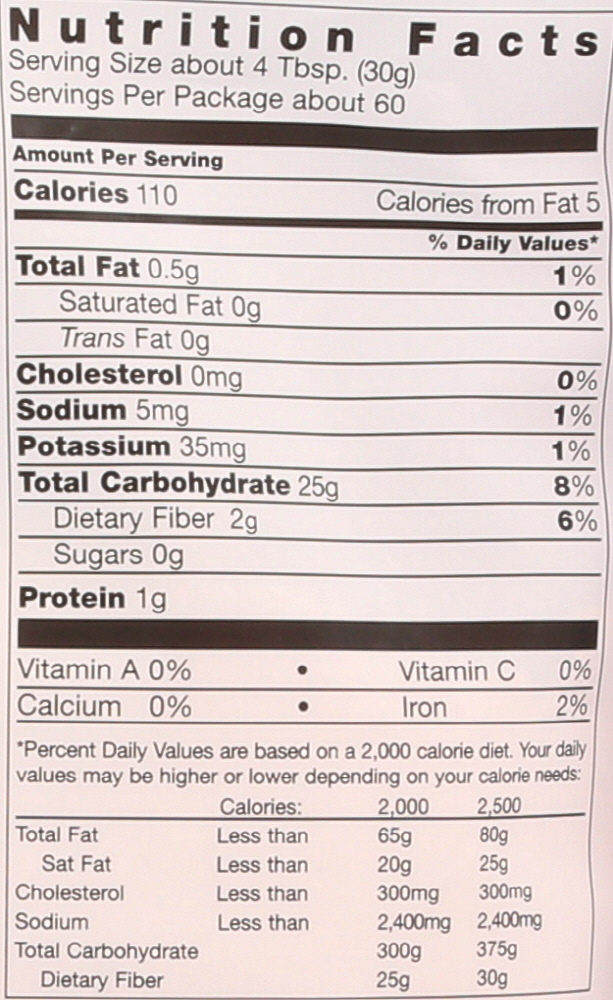 Nutrition Facts
Serving Size about 4 Tbsp. (30g)
Servings Per Package about 60
Amount Per Serving
Calories 110 Calories from Fat 5
% Daily Values*
Total Fat 0.5g 1%
Saturated Fat 0g 0%
Trans Fat 0g
Cholesterol 0mg 0%
Sodium 5mg 1%
Potassium 35mg 1%
Total Carbohydrate 25g 8%
Dietary Fiber 2g 6%
Sugars 0g
Protein 1g
Vitamin A 0% • Vitamin C 0%
Calcium 0% • Iron 2%
*Percent Daily Values are based on a 2,000 calorie diet. Your daily
values may be higher or lower depending on your calorie needs:
Calories: 2,000 2,500
Total Fat Less than 65g 80g
Sat Fat Less than 20g 25g
Cholesterol Less than 300mg 300mg
Sodium Less than 2,400mg 2,400mg
Total Carbohydrate 300g 375g
Dietary Fiber 25g 30g